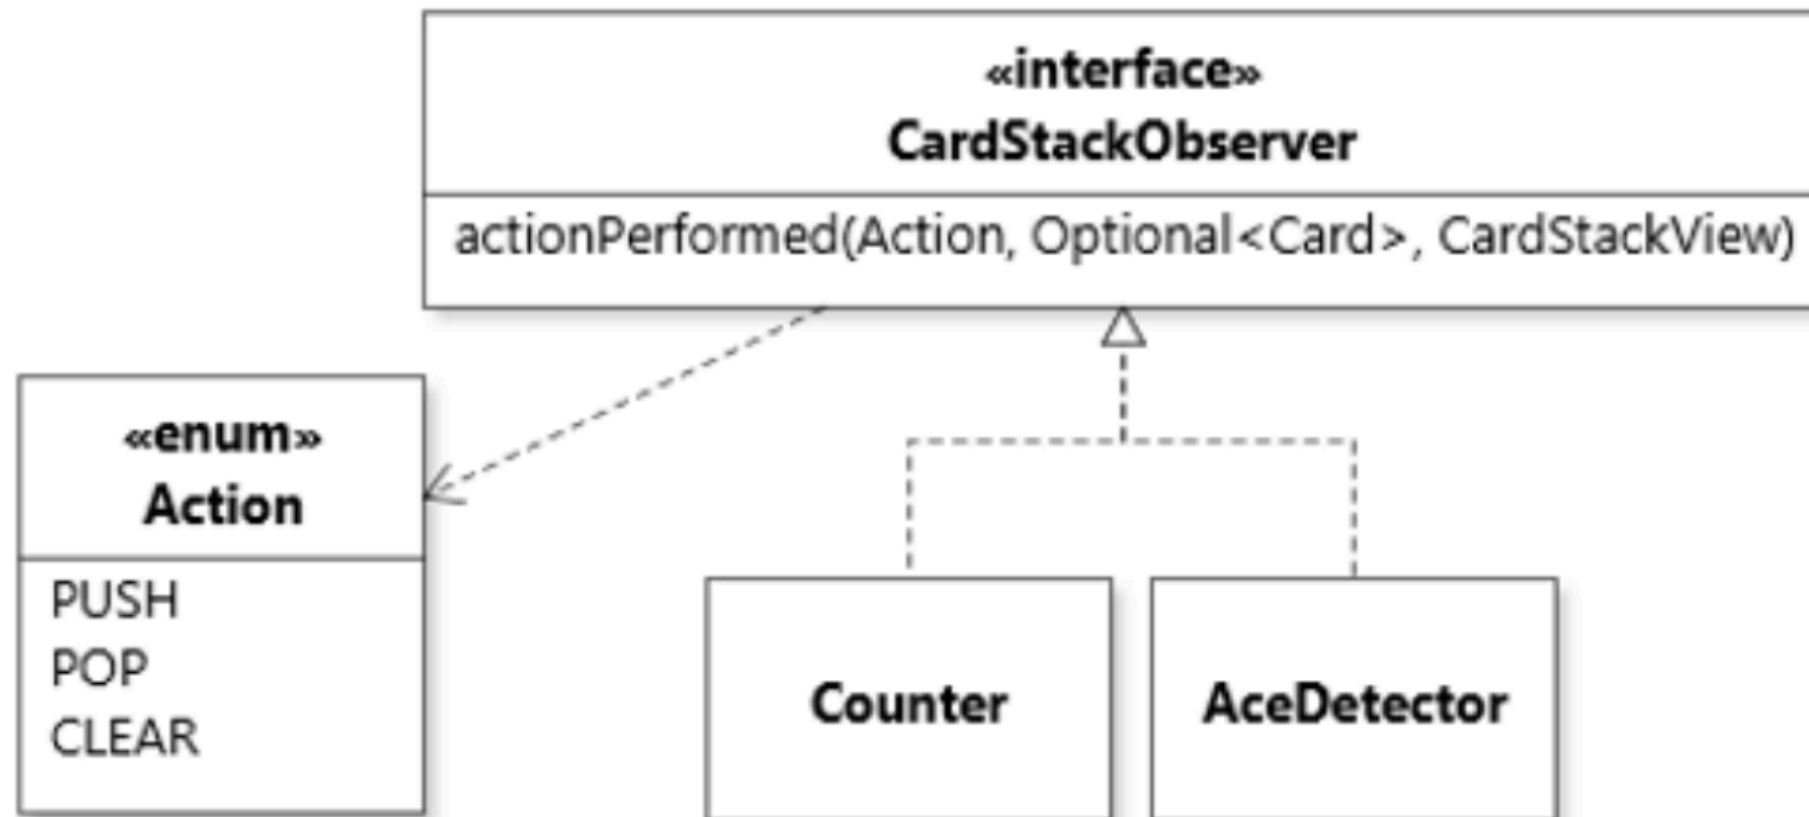 «interface»
CardStackObserver
actionPerformed(Action, Optional<Card>, CardStackView)
«enum»
Action
PUSH
POP
CLEAR
Counter
AceDetector